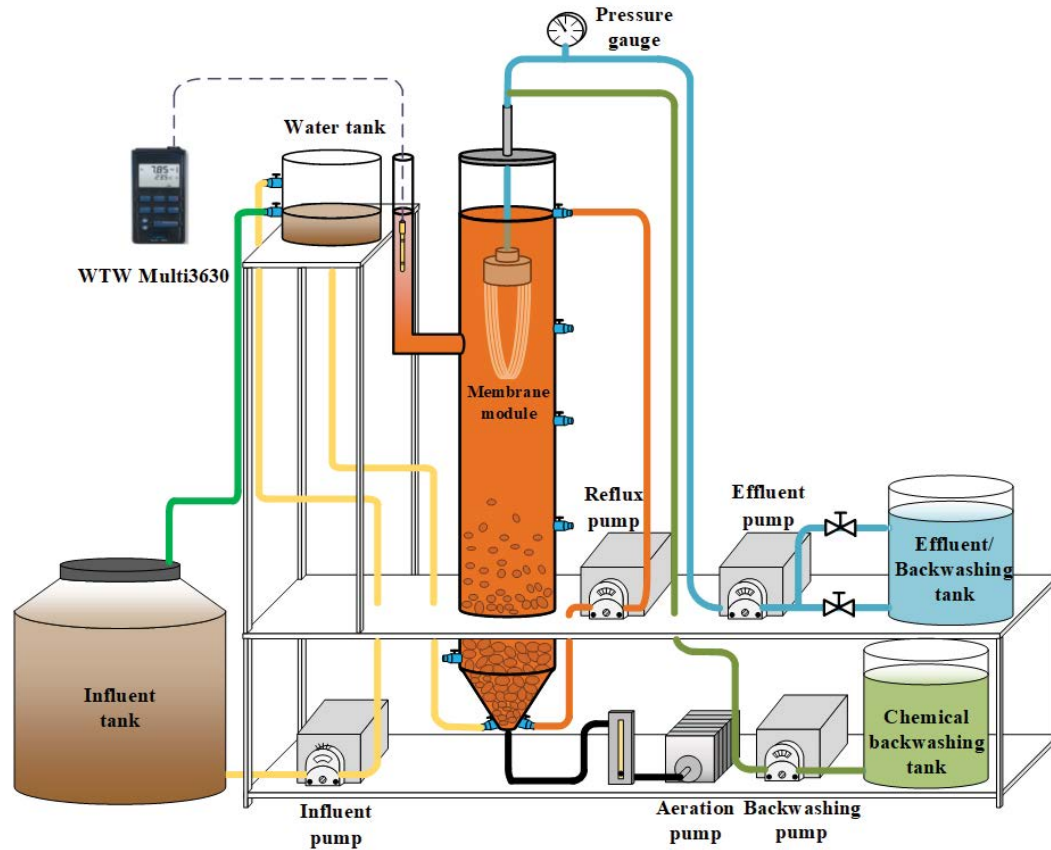 Pressure
gauge
Water tank
WTW Multi3630
Membrane
module
Reflux
pump
Effluent
pump
Effluent/
Backwashing
tank
Influent
tank
Chemical
backwashing
tank
Influent
pump
Aeration
pump
Backwashing
pump